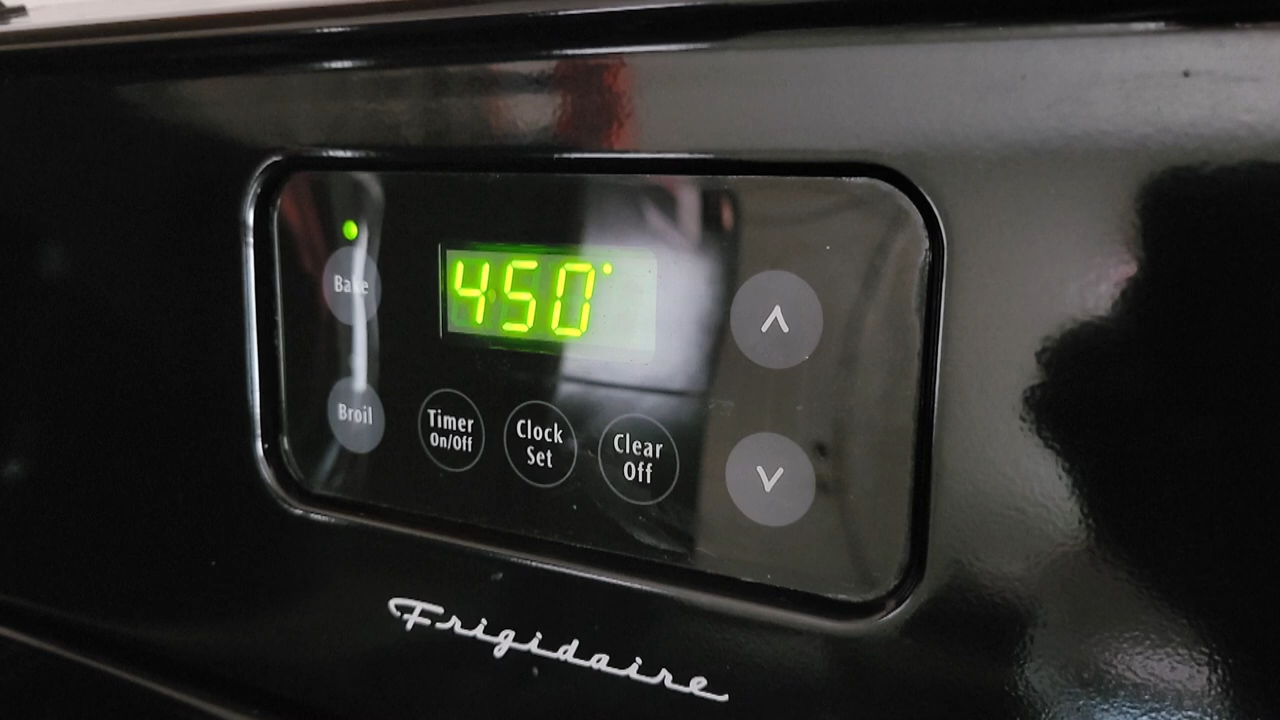 450°
Bake
Broil
Timer
On/Off
Clock
Set
Clear
Off
Frigidaire